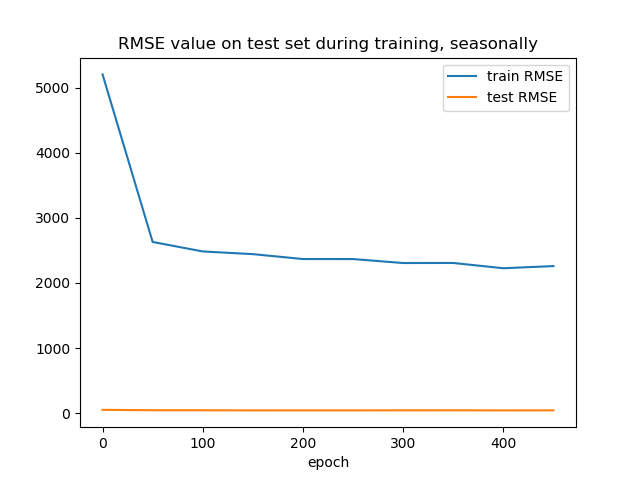 RMSE value on test set during training, seasonally
train RMSE
test RMSE
5000
4000
3000
2000
1000
0
0 100 200 300 400
epoch